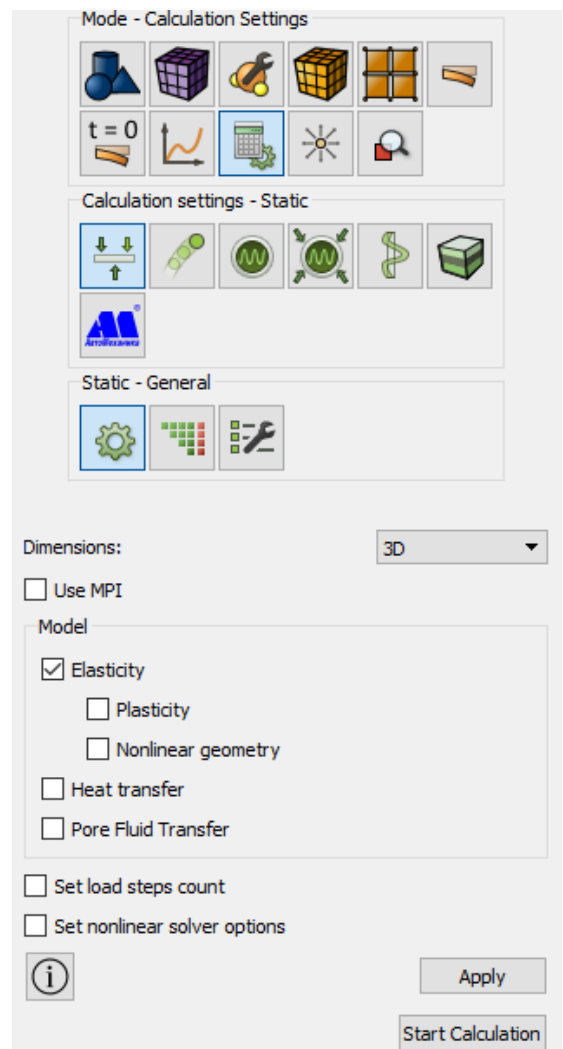 Mode - Calculation Settings
t = 0
Calculation settings - Static
АвтоМеханика
Static - General
Dimensions:
3D
Use MPI
Model
Elasticity
Plasticity
Nonlinear geometry
Heat transfer
Pore Fluid Transfer
Set load steps count
Set nonlinear solver options
i
Apply
Start Calculation